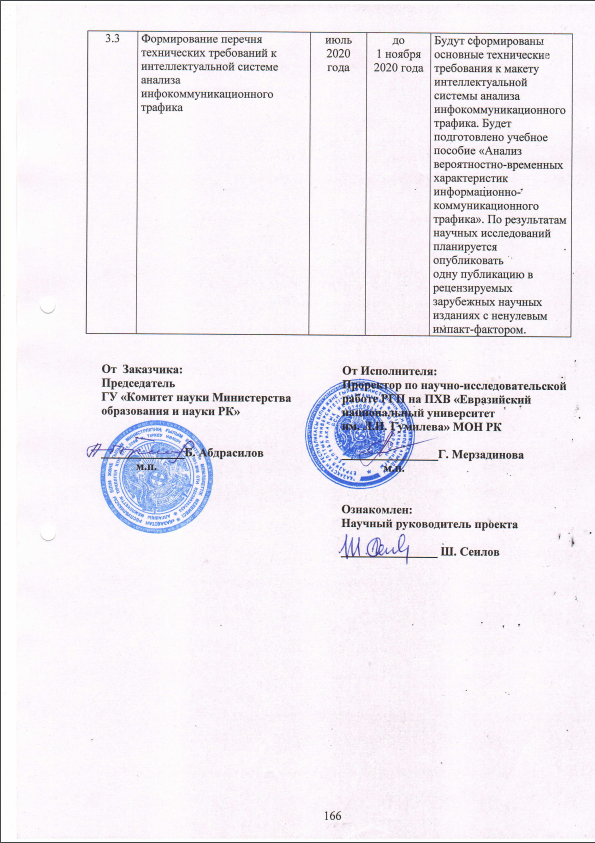 3.3
Формирование перечня
технических требований к
интеллектуальной системе
анализа
инфокоммуникационного
трафика
июль
2020
года
до
1 ноября
2020 года
Будут сформированы
основные технические
требования к макету
интеллектуальной
системы анализа
инфокоммуникационного
трафика. Будет
подготовлено учебное
пособие «Анализ
вероятностно-временных
характеристик
информационно-
коммуникационного
трафика». По результатам
научных исследований
планируется
опубликовать
одну публикацию в
рецензируемых
зарубежных научных
изданиях с ненулевым
импакт-фактором.
От Заказчика:
Председатель
ГУ «Комитет науки Министерства
образования и науки РК»
Б. Абдрасилов
м.п.
От Исполнителя:
Проректор по научно-исследовательской
работе РГП на ПХВ «Евразийский
национальный университет
им. Л.Н. Гумилева» МОН РК
Г. Мерзадинова
м.п.
Ознакомлен:
Научный руководитель проекта
Ш. Сеилов
166